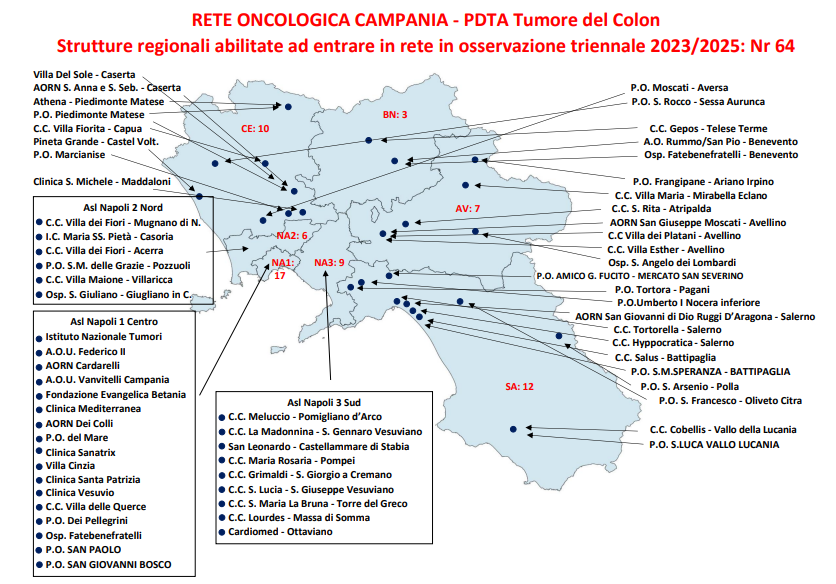 RETE ONCOLOGICA CAMPANIA - PDTA Tumore del Colon
Strutture regionali abilitate ad entrare in rete in osservazione triennale 2023/2025: Nr 64
Villa Del Sole - Caserta
AORN S. Anna e S. Seb. - Caserta
Athena - Piedimonte Matese
P.O. Piedimonte Matese
C.C. Villa Fiorita - Capua
Pineta Grande - Castel Volt.
P.O. Marcianise
Clinica S. Michele - Maddaloni
CE: 10
BN: 3
AV: 7
NA2: 6
NA1:
17
NA3: 9
SA: 12
P.O. Moscati - Aversa
P.O. S. Rocco - Sessa Aurunca
C.C. Gepos - Telese Terme
A.O. Rummo/San Pio - Benevento
Osp. Fatebenefratelli - Benevento
P.O. Frangipane - Ariano Irpino
C.C. Villa Maria - Mirabella Eclano
C.C. S. Rita - Atripalda
AORN San Giuseppe Moscati - Avellino
C.C Villa dei Platani - Avellino
C.C. Villa Esther - Avellino
Osp. S. Angelo dei Lombardi
P.O. AMICO G. FUCITO - MERCATO SAN SEVERINO
P.O. Tortora - Pagani
P.O.Umberto I Nocera inferiore
AORN San Giovanni di Dio Ruggi D'Aragona - Salerno
C.C. Tortorella - Salerno
C.C. Hyppocratica - Salerno
C.C. Salus - Battipaglia
P.O. S.M.SPERANZA - BATTIPAGLIA
P.O. S. Arsenio - Polla
P.O. S. Francesco - Oliveto Citra
C.C. Cobellis - Vallo della Lucania
P.O. S.LUCA VALLO LUCANIA
Asl Napoli 2 Nord
C.C. Villa dei Fiori - Mugnano di N.
I.C. Maria SS. Pietà - Casoria
C.C. Villa dei Fiori - Acerra
P.O. S.M. delle Grazie - Pozzuoli
C.C. Villa Maione - Villaricca
Osp. S. Giuliano - Giugliano in C.
Asl Napoli 1 Centro
Istituto Nazionale Tumori
A.O.U. Federico II
AORN Cardarelli
A.O.U. Vanvitelli Campania
Fondazione Evangelica Betania
Clinica Mediterranea
AORN Dei Colli
P.O. del Mare
Clinica Sanatrix
Villa Cinzia
Clinica Santa Patrizia
Clinica Vesuvio
C.C. Villa delle Querce
P.O. Dei Pellegrini
Osp. Fatebenefratelli
P.O. SAN PAOLO
P.O. SAN GIOVANNI BOSCO
Asl Napoli 3 Sud
C.C. Meluccio - Pomigliano d'Arco
C.C. La Madonnina - S. Gennaro Vesuviano
San Leonardo - Castellammare di Stabia
C.C. Maria Rosaria - Pompei
C.C. Grimaldi - S. Giorgio a Cremano
C.C. S. Lucia - S. Giuseppe Vesuviano
C.C. S. Maria La Bruna - Torre del Greco
C.C. Lourdes - Massa di Somma
Cardiomed - Ottaviano